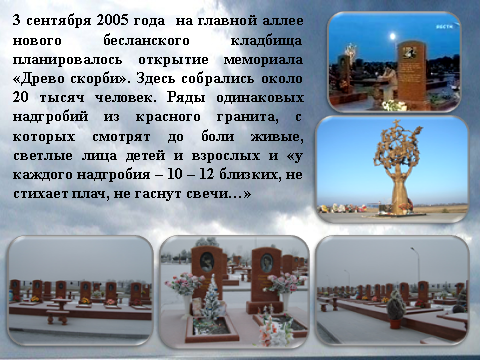 3 сентября 2005 года на главной аллее
нового бесланского кладбища
планировалось открытие мемориала
«Древо скорби». Здесь собрались около
20 тысяч человек. Ряды одинаковых
надгробий из красного гранита, с
которых смотрят до боли живые,
светлые лица детей и взрослых и «у
каждого надгробия – 10 – 12 близких, не
стихает плач, не гаснут свечи…»
ВЕСТИ